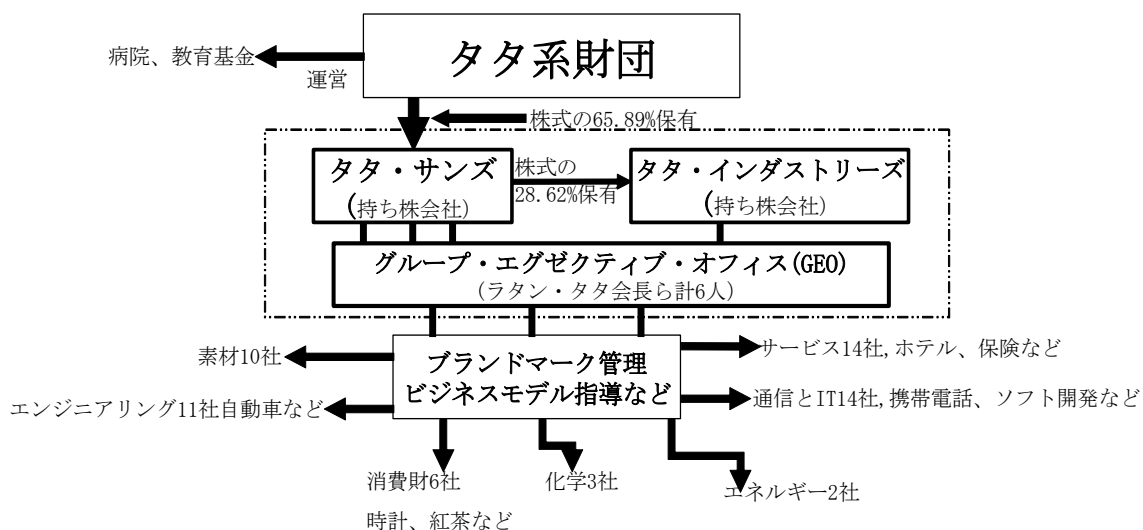 タタ系財団
病院、教育基金
運営
株式の65.89%保有
タタ・サンズ
(持ち株会社)
株式の
28.62%保有
タタ・インダストリーズ
(持ち株会社)
グループ・エグゼクティブ・オフィス(GEO)
(ラタン・タタ会長ら計6人)
ブランドマーク管理
ビジネスモデル指導など
素材10社
サービス14社,ホテル、保険など
エンジニアリング11社自動車など
通信とIT14社,携帯電話、ソフト開発など
消費財6社
時計、紅茶など
化学3社
エネルギー2社